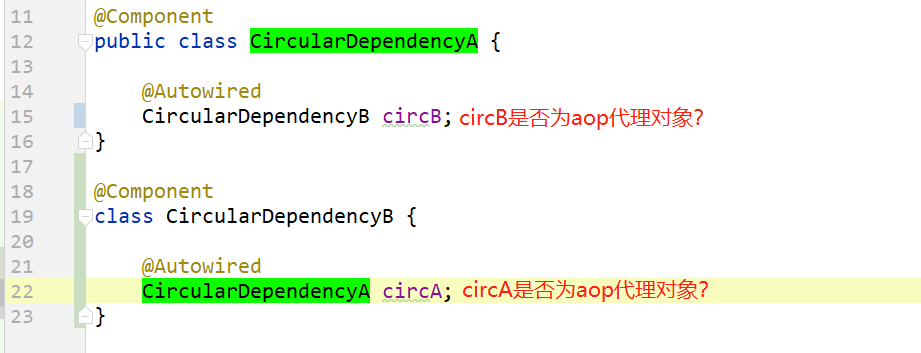 11 @Component
12 public class CircularDependencyA {
13
14 @Autowired
15 CircularDependencyB circB; circB是否为aop代理对象?
16 }
17
18 @Component
19 class CircularDependencyB {
20
21 @Autowired
22 CircularDependencyA circA; circA是否为aop代理对象?
23 }